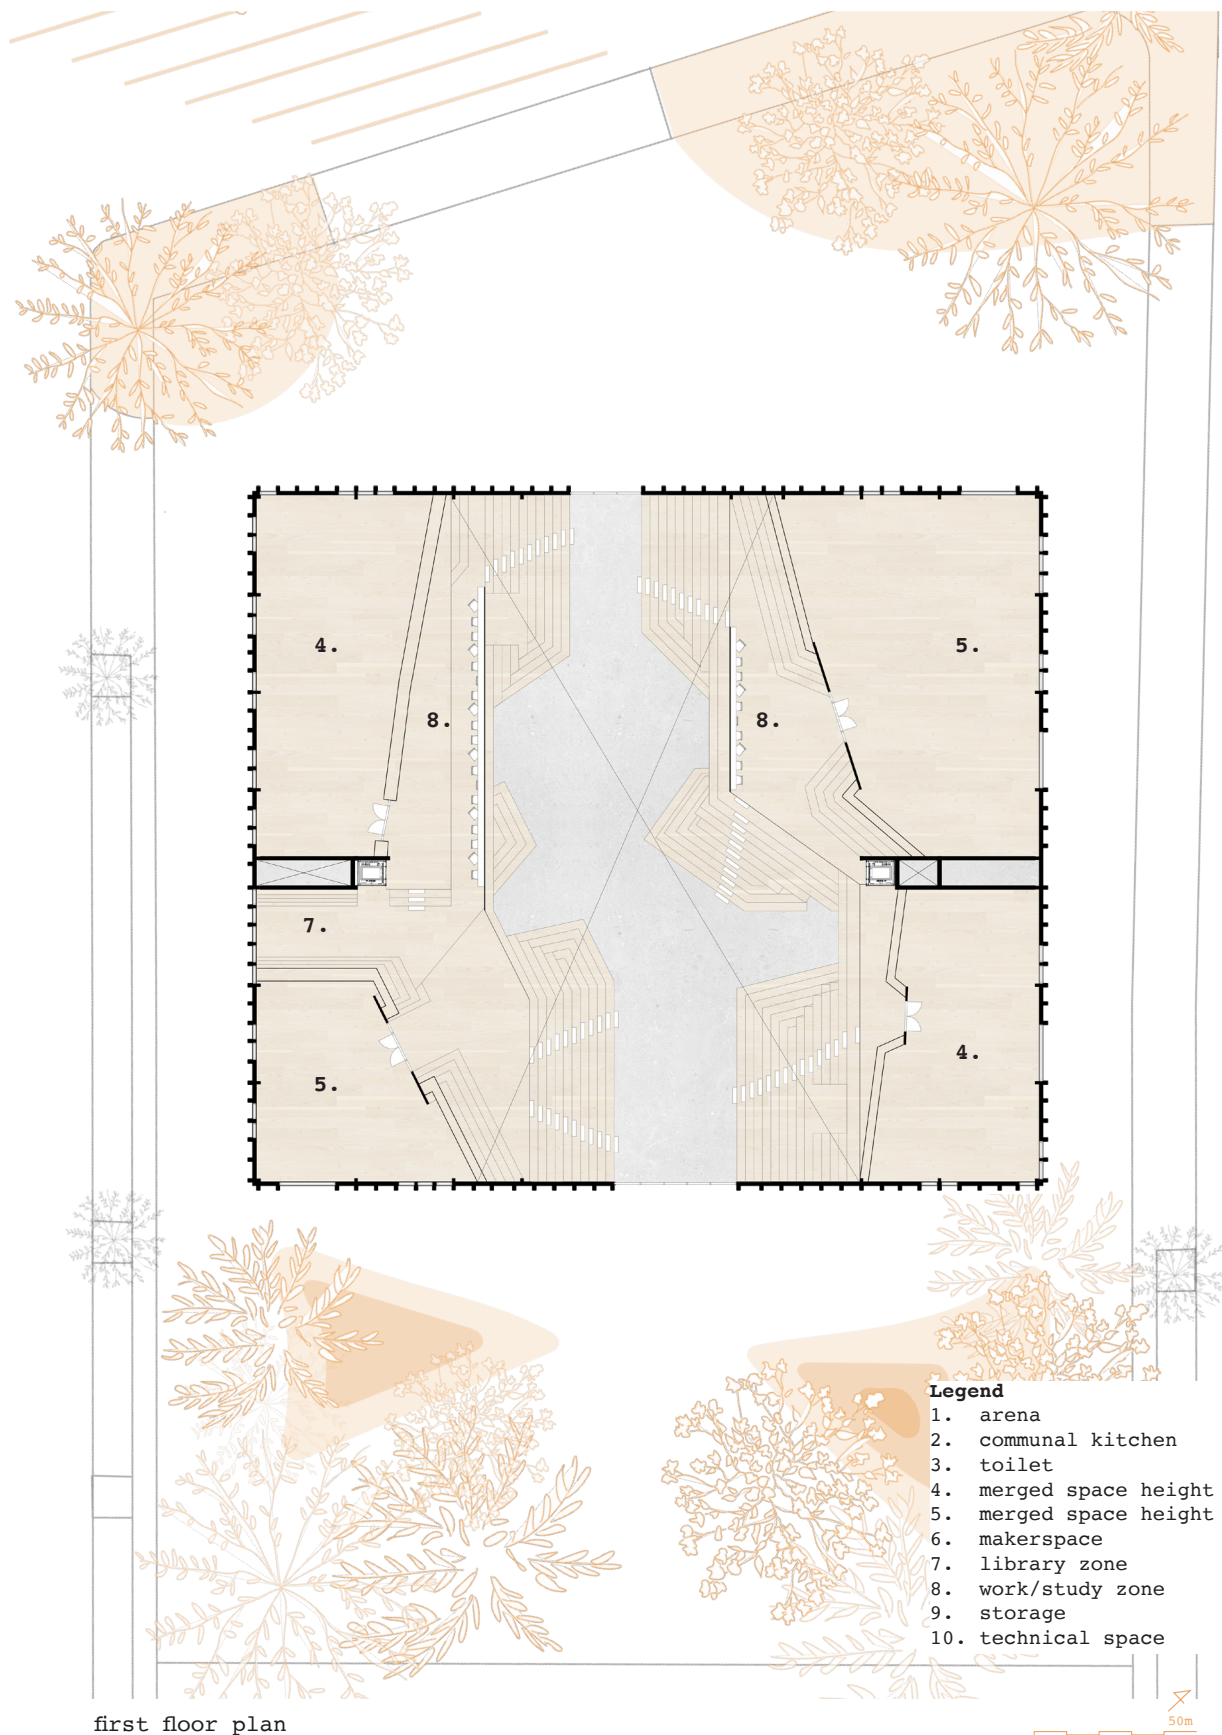 4.
5.
8.
8.
7.
5.
4.
Legend
1. arena
2. communal kitchen
3. toilet
4. merged space height
5. merged space height
6. makerspace
7. library zone
8. work/study zone
9. storage
10. technical space
first floor plan
50m